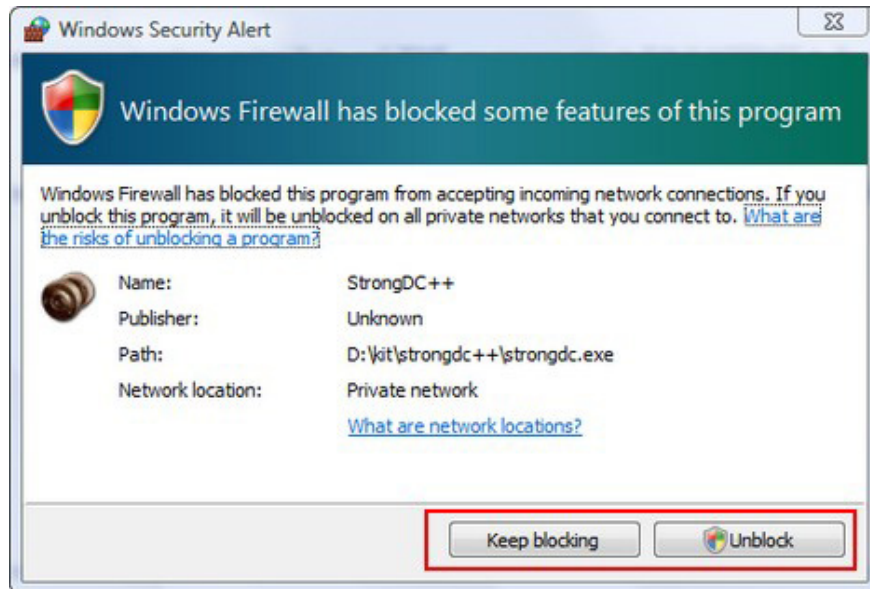 Windows Security Alert
Windows Firewall has blocked some features of this program
Windows Firewall has blocked this program from accepting incoming network connections. If you
unblock this program, it will be unblocked on all private networks that you connect to. What are
the risks of unblocking a program?
Name: StrongDC++
Publisher: Unknown
Path: D:\kit\strongdc++\strongdc.exe
Network location: Private network
What are network locations?
Keep blocking Unblock